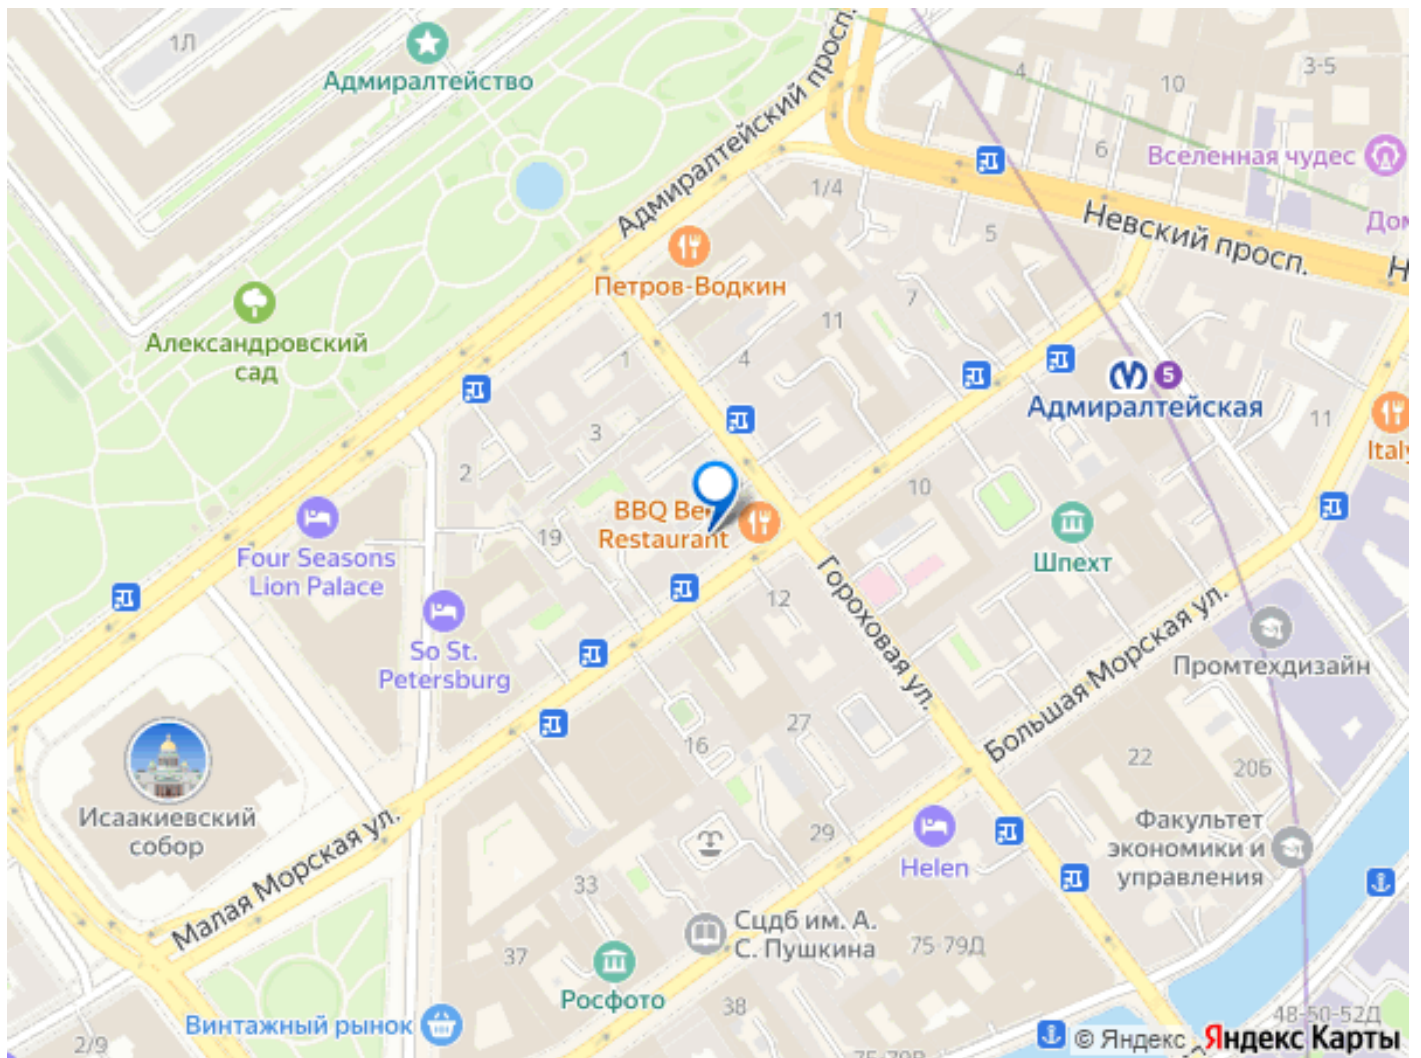 1Л
Адмиралтейство
Адмиралтейский просп.
4
10
3-5
6
Вселенная чудес
1/4
Невский просп.
Дом
5
Н
Петров-Водкин
7
11
Александровский
сад
1
4
5
Адмиралтейская
11
Italy
3
2
10
Four Seasons
Lion Palace
19
BBQ Be
Restaurant
Шпехт
12
Гороховая ул.
So St.
Petersburg
Большая Морская ул.
Промтехдизайн
27
16
22
20Б
Исаакиевский
собор
Малая Морская ул.
29
Helen
Факультет
экономики и
управления
33
37
Сцдб им. А.
С. Пушкина
75-79Д
Росфото
38
Винтажный рынок
2/9
48-50-52Д
75-79В
© Яндекс
Яндекс Карты